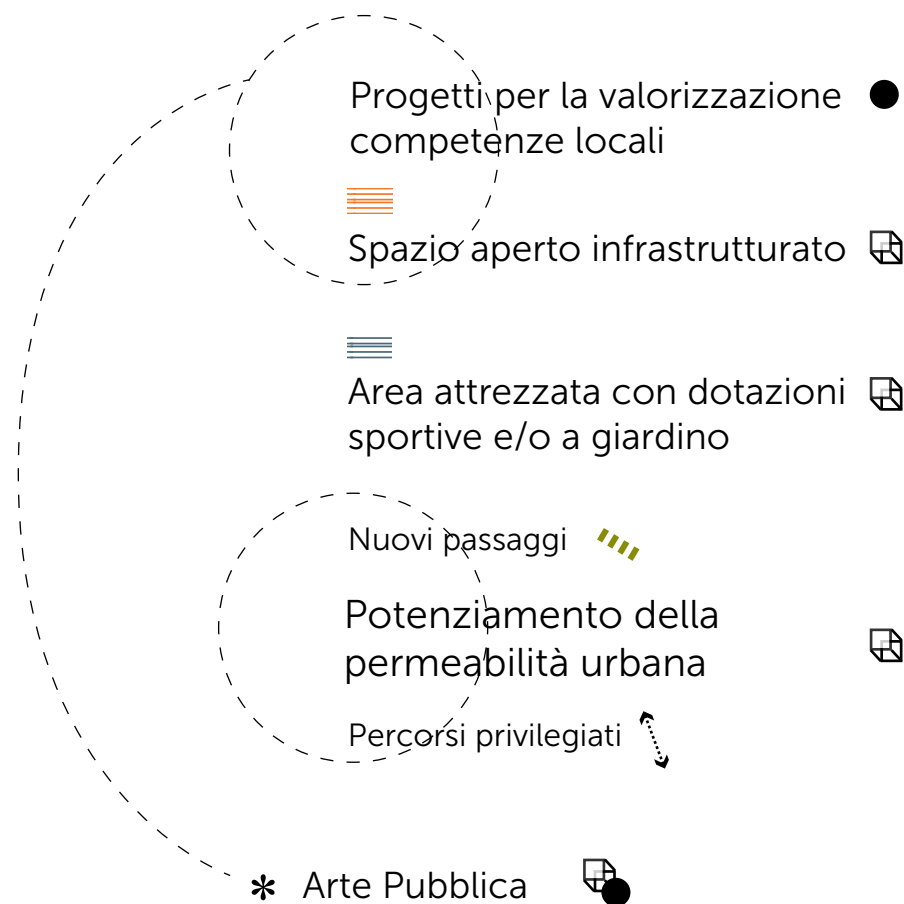 Progetti per la valorizzazione
competenze locali
Spazio aperto infrastrutturato
Area attrezzata con dotazioni
sportive e/o a giardino
Nuovi passaggi
Potenziamento della
permeabilità urbana
Percorsi privilegiati
* Arte Pubblica